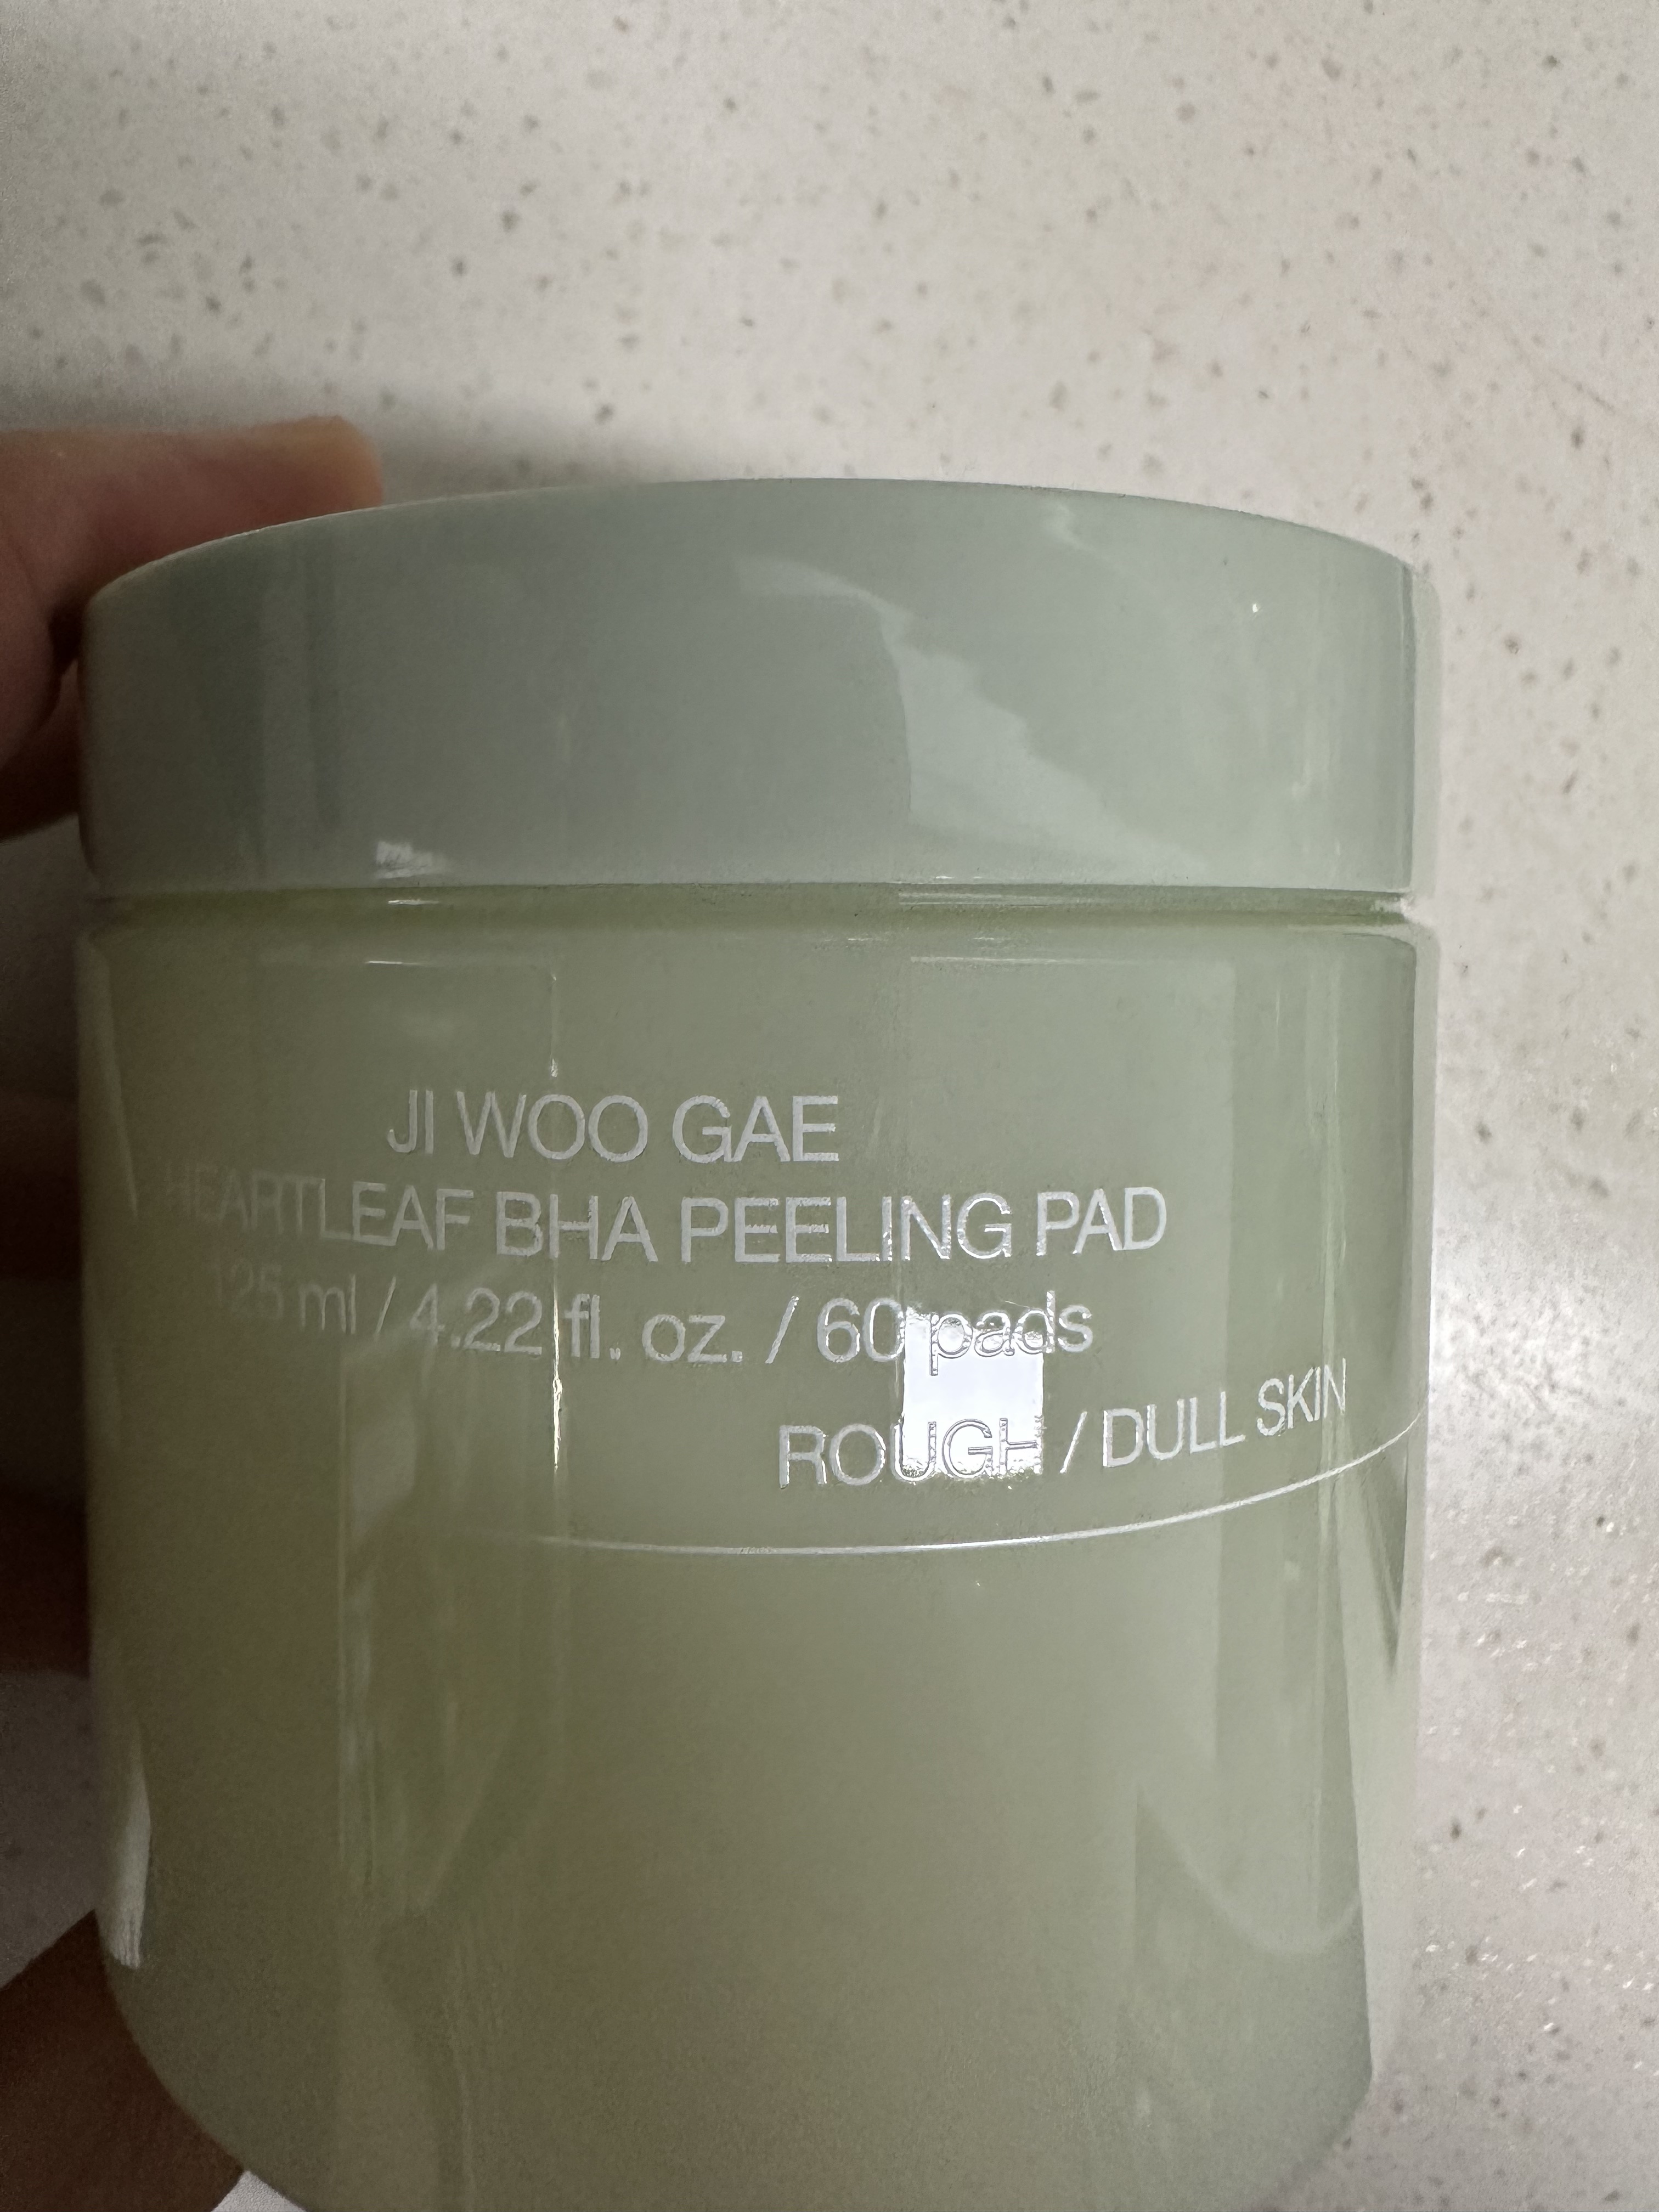 JI WOO GAE
HEARTLEAF BHA PEELING PAD
125 ml / 4.22 fl. oz. / 60 pads
ROUGH / DULL SKIN